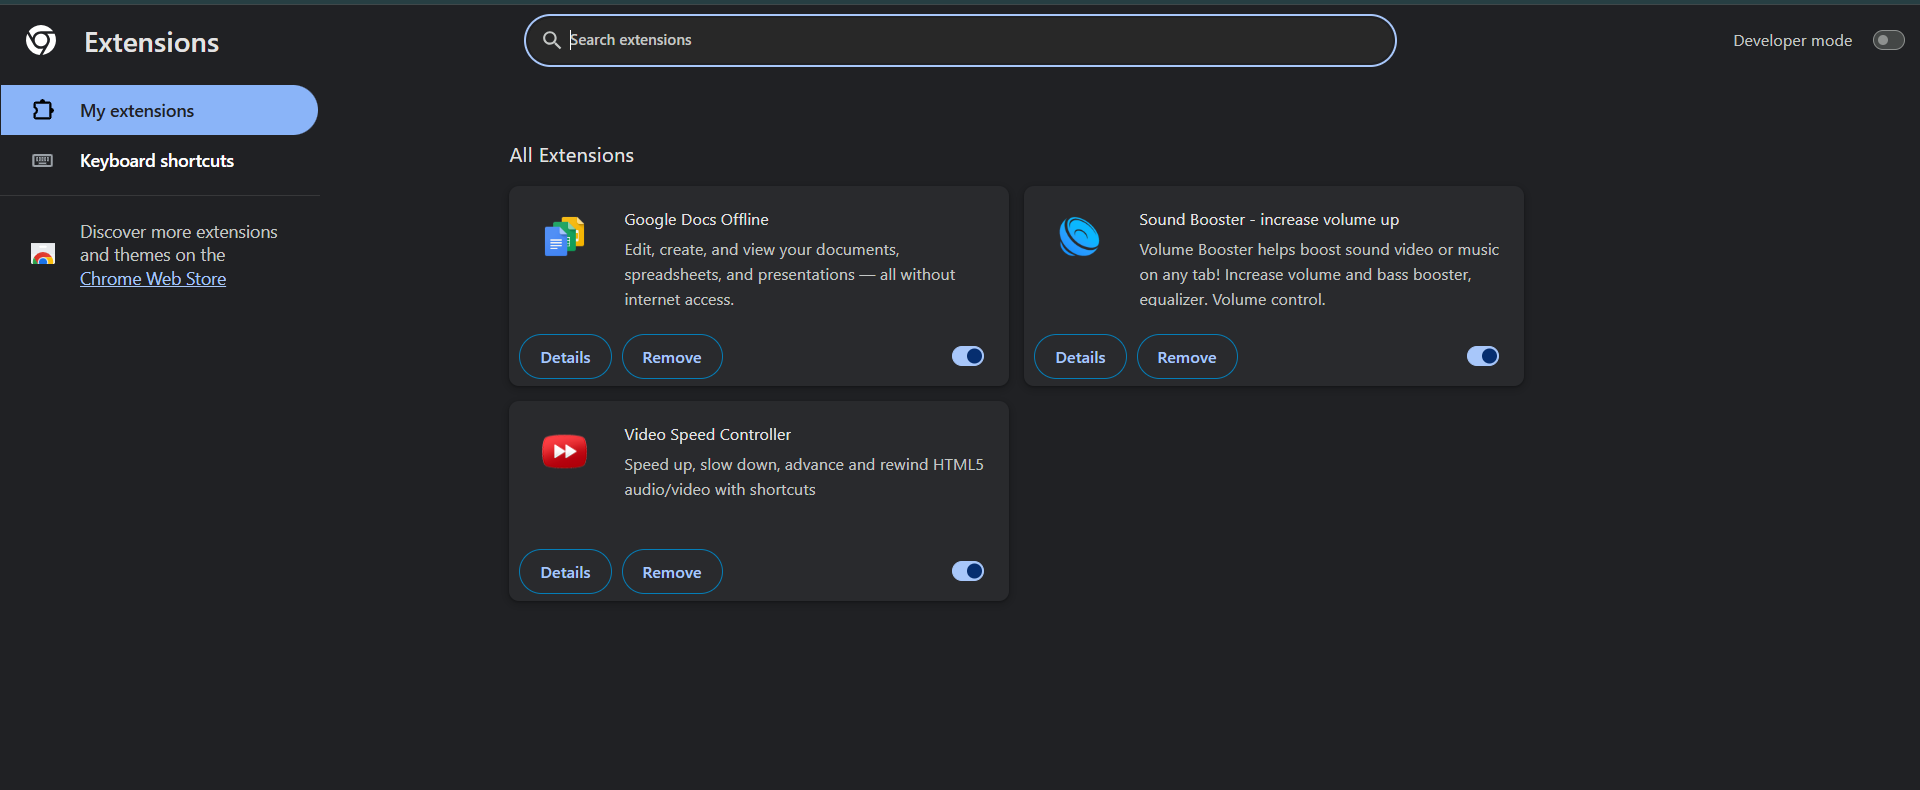 Extensions
Search extensions
Developer mode
My extensions
Keyboard shortcuts
Discover more extensions
and themes on the
Chrome Web Store
All Extensions
Google Docs Offline
Edit, create, and view your documents,
spreadsheets, and presentations — all without
internet access.
Details
Remove
Sound Booster - increase volume up
Volume Booster helps boost sound video or music
on any tab! Increase volume and bass booster,
equalizer. Volume control.
Details
Remove
Video Speed Controller
Speed up, slow down, advance and rewind HTML5
audio/video with shortcuts
Details
Remove